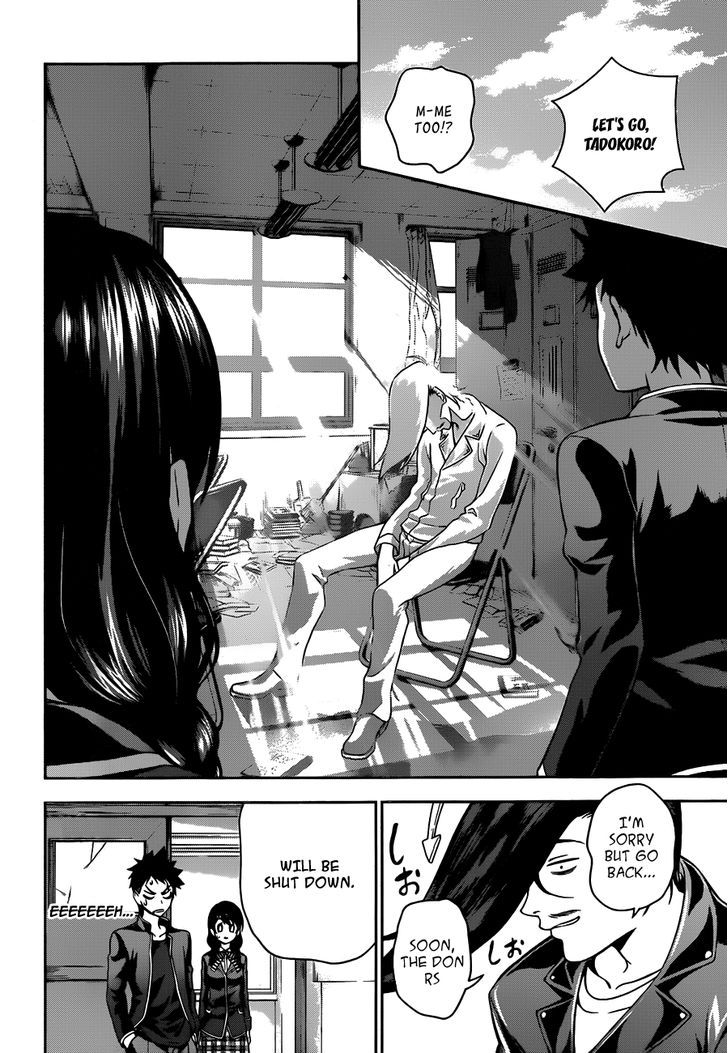 LET'S GO,
TADOKORO!
M-ME
TOO!?
I'M
SORRY
BUT GO
BACK...
しお
しお
SOON,
THE DON
RS
WILL BE
SHUT DOWN.
EEEEEEEH...